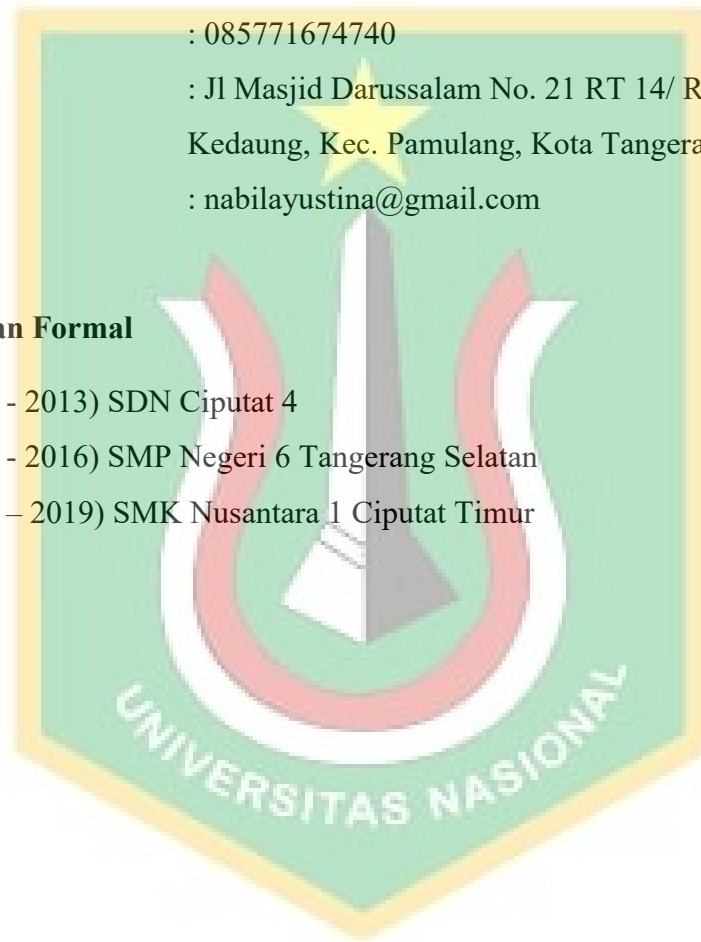 : 085771674740
: Jl Masjid Darussalam No. 21 RT 14/ R
Kedaung, Kec. Pamulang, Kota Tangera
: nabilayustina@gmail.com
an Formal
- 2013) SDN Ciputat 4
- 2016) SMP Negeri 6 Tangerang Selatan
– 2019) SMK Nusantara 1 Ciputat Timur
UNIVERSITAS NASIONAL